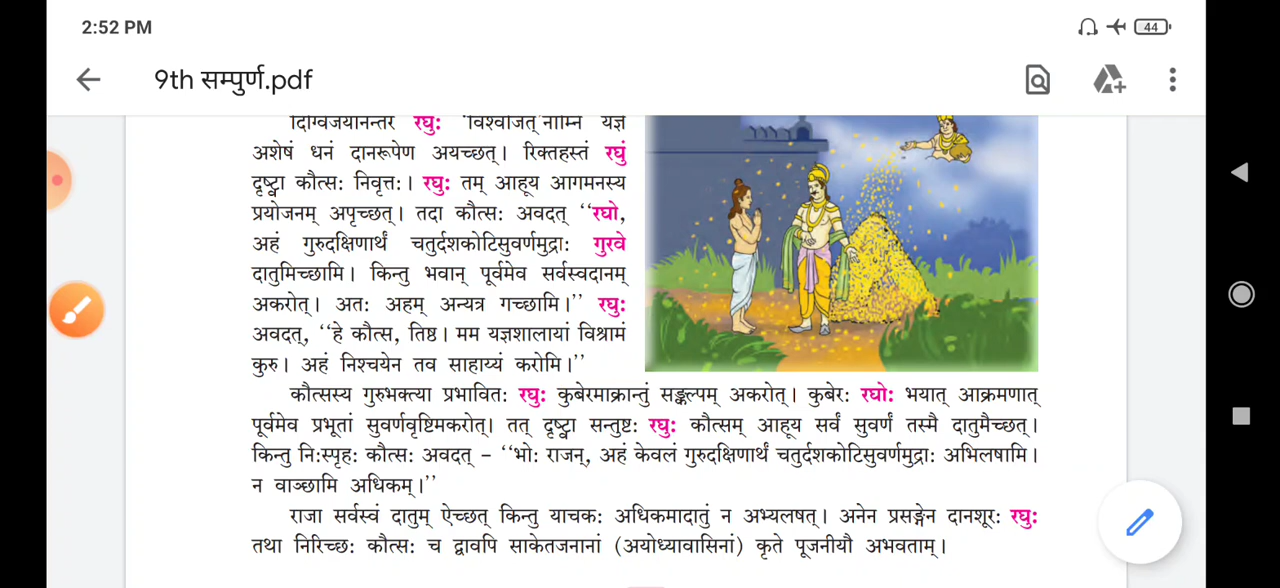 2:52 PM
44
9th सम्पुर्ण.pdf
दिग्विजयानन्तरं रघुः 'विश्वजित्' नाम्नि यज्ञे
अशेषं धनं दानरूपेण अयच्छत्। रिक्तहस्तं रघुं
दृष्ट्वा कौत्सः निवृत्तः। रघुः तम् आहूय आगमनस्य
प्रयोजनम् अपृच्छत्। तदा कौत्सः अवदत् ‘‘रघो,
अहं गुरुदक्षिणार्थं चतुर्दशकोटिसुवर्णमुद्राः गुरवे
दातुमिच्छामि। किन्तु भवान् पूर्वमेव सर्वस्वदानम्
अकरोत्। अतः अहम् अन्यत्र गच्छामि।’’ रघुः
अवदत्, ‘‘हे कौत्स, तिष्ठ। मम यज्ञशालायां विश्रामं
कुरु। अहं निश्चयेन तव साहाय्यं करोमि।’’
कौत्सस्य गुरुभक्त्या प्रभावितः रघुः कुबेरमाक्रान्तुं सङ्कल्पम् अकरोत्। कुबेरः रघोः भयात् आक्रमणात्
पूर्वमेव प्रभूतां सुवर्णवृष्टिमकरोत्। तत् दृष्ट्वा सन्तुष्टः रघुः कौत्सम् आहूय सर्वं सुवर्णं तस्मै दातुमैच्छत्।
किन्तु निःस्पृहः कौत्सः अवदत् – ‘‘भोः राजन्, अहं केवलं गुरुदक्षिणार्थं चतुर्दशकोटिसुवर्णमुद्राः अभिलषामि।
न वाञ्छामि अधिकम्।’’
राजा सर्वस्वं दातुम् ऐच्छत् किन्तु याचकः अधिकमादातुं न अभ्यलषत्। अनेन प्रसङ्गेन दानशूरः रघुः
तथा निरिच्छः कौत्सः च द्वावपि साकेतजनानां (अयोध्यावासिनां) कृते पूजनीयौ अभवताम्।